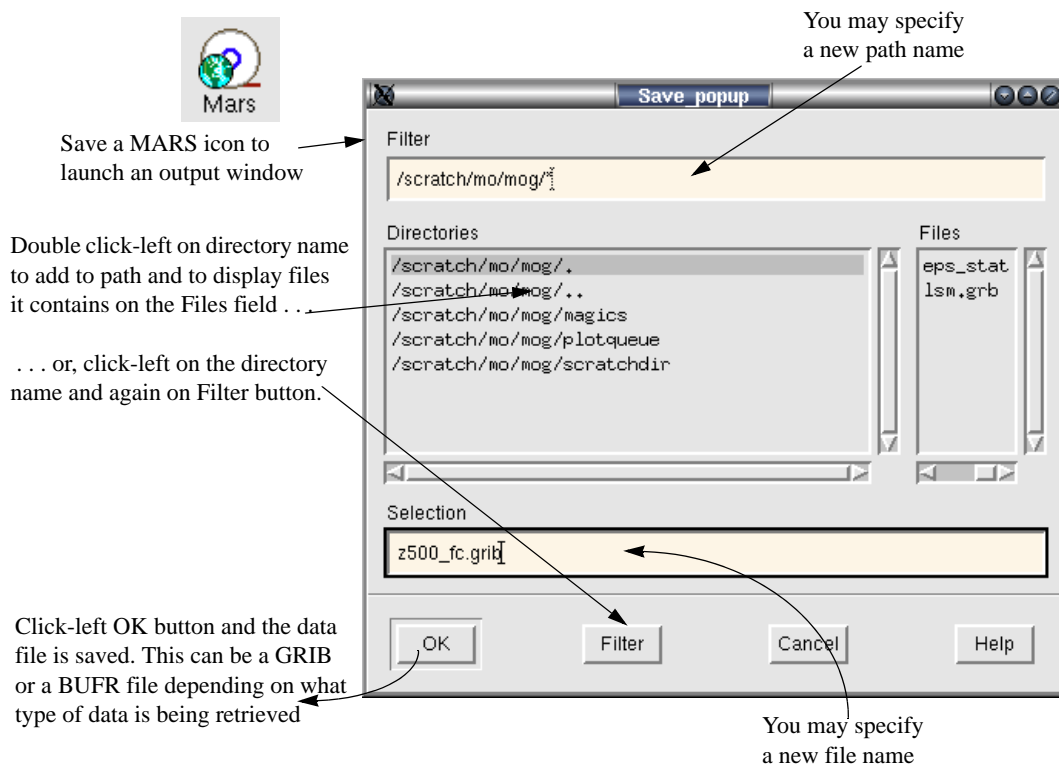 You may specify
a new path name
Mars
Save a MARS icon to
launch an output window
Save_popup
Filter
/scratch/mo/mog/*
Double click-left on directory name
to add to path and to display files
it contains on the Files field . . .
. . . or, click-left on the directory
name and again on Filter button.
Directories
/scratch/mo/mog/.
/scratch/mo/mog/..
/scratch/mo/mog/magics
/scratch/mo/mog/plotqueue
/scratch/mo/mog/scratchdir
Files
eps_stat
lsm.grb
Selection
z500_fc.grib
Click-left OK button and the data
file is saved. This can be a GRIB
or a BUFR file depending on what
type of data is being retrieved
OK
Filter
Cancel
Help
You may specify
a new file name